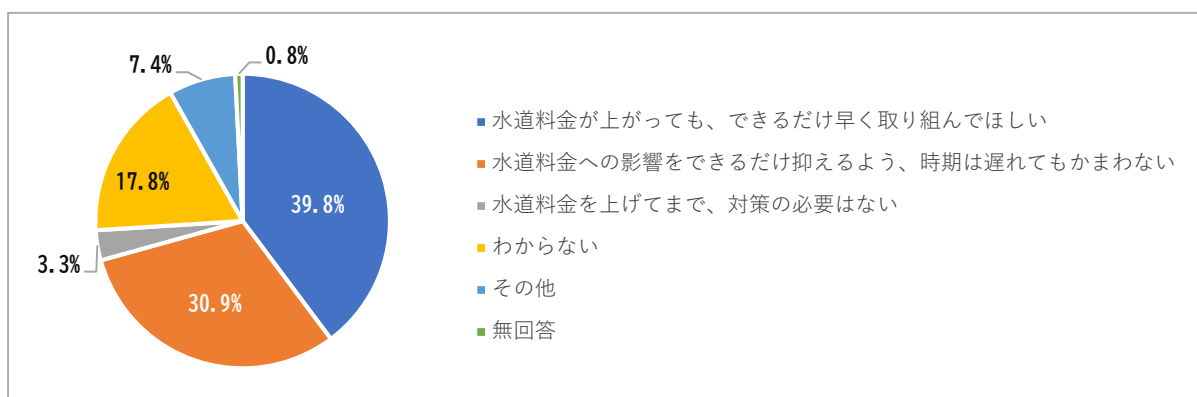 0.8%
7.4%
17.8%
39.8%
3.3%
30.9%
水道料金が上がっても、できるだけ早く取り組んでほしい
水道料金への影響をできるだけ抑えるよう、時期は遅れてもかまわない
水道料金を上げてまで、対策の必要はない
わからない
その他
無回答